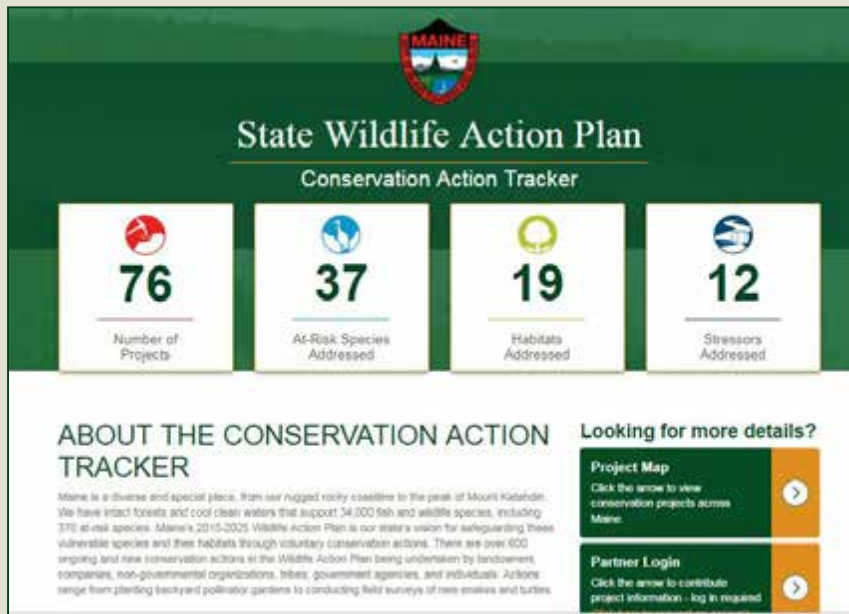 MAINE
State Wildlife Action Plan
Conservation Action Tracker
76
Number of
Projects
37
At-Risk Species
Addressed
19
Habitats
Addressed
12
Stressors
Addressed
ABOUT THE CONSERVATION ACTION
TRACKER
Maine is a diverse and special place, from our rugged rocky coastline to the peak of Mount Katahdin.
We have intact forests and cool clean waters that support 34,000 fish and wildlife species, including
370 at-risk species. Maine's 2015-2025 Wildlife Action Plan is our state's vision for safeguarding these
vulnerable species and their habitats through voluntary conservation actions. There are over 600
ongoing and new conservation actions in the Wildlife Action Plan being undertaken by landowners,
companies, non-governmental organizations, tribes, government agencies, and individuals. Actions
range from planting backyard pollinator gardens to conducting field surveys of rare snakes and turtles
Looking for more details?
Project Map
Click the arrow to view
conservation projects across
Maine.
Partner Login
Click the arrow to contribute
project information - log in required